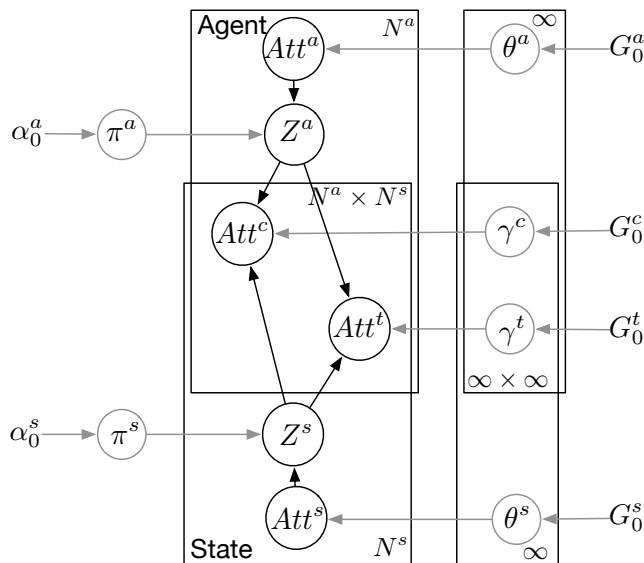 Agent Att^a N^a θ^a ∞ G_0^a
α_0^a π^a Z^a
N^a × N^s
Att^c γ^c G_0^c
Att^t γ^t G_0^t
∞ × ∞
α_0^s π^s Z^s
Att^s θ^s G_0^s
State N^s ∞